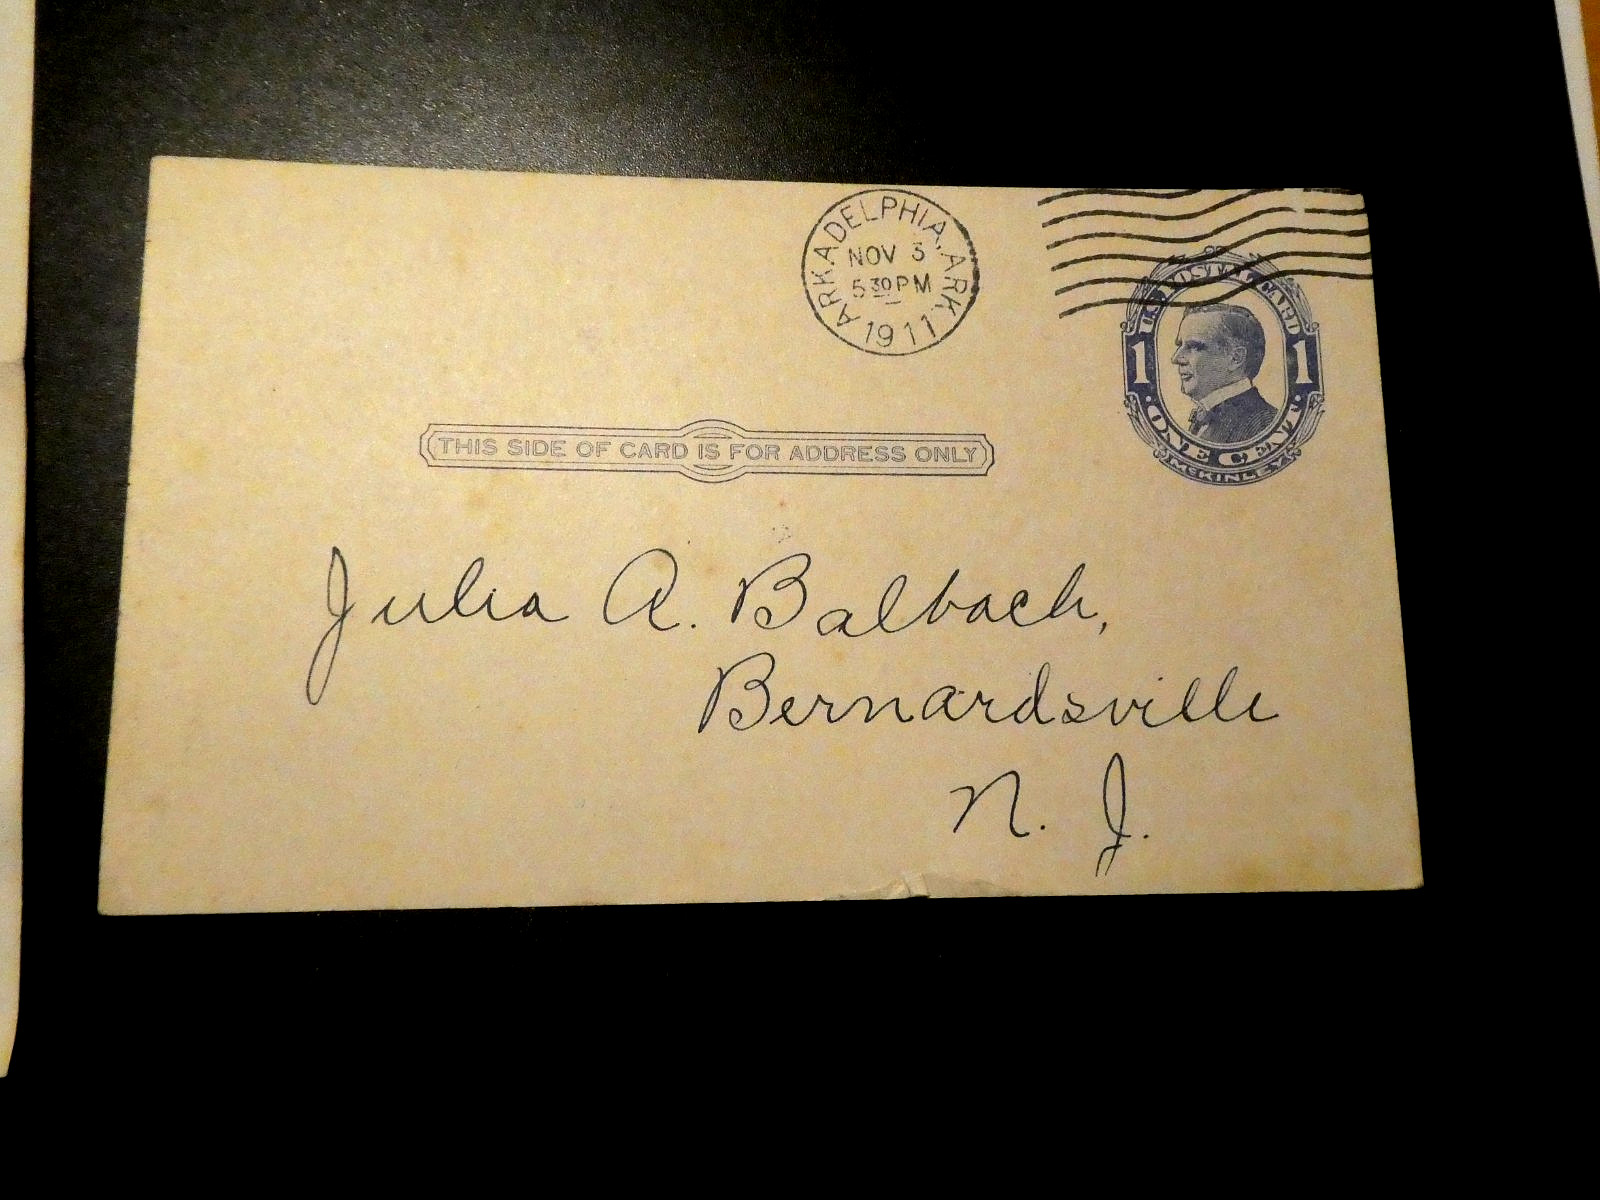 ARKADELPHIA, ARK.
NOV 3
5 30 PM
1911
U.S. POSTAL CARD
1 1
· ONE CENT ·
McKINLEY
THIS SIDE OF CARD IS FOR ADDRESS ONLY
Julia A. Balbach,
Bernardsville
N. J.